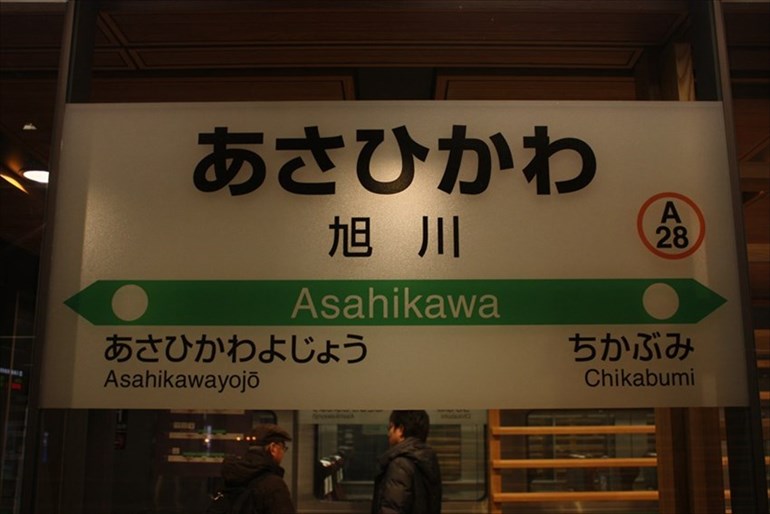 あさひかわ
旭川
A
28
Asahikawa
あさひかわよじょう
Asahikawayojō
ちかぶみ
Chikabumi